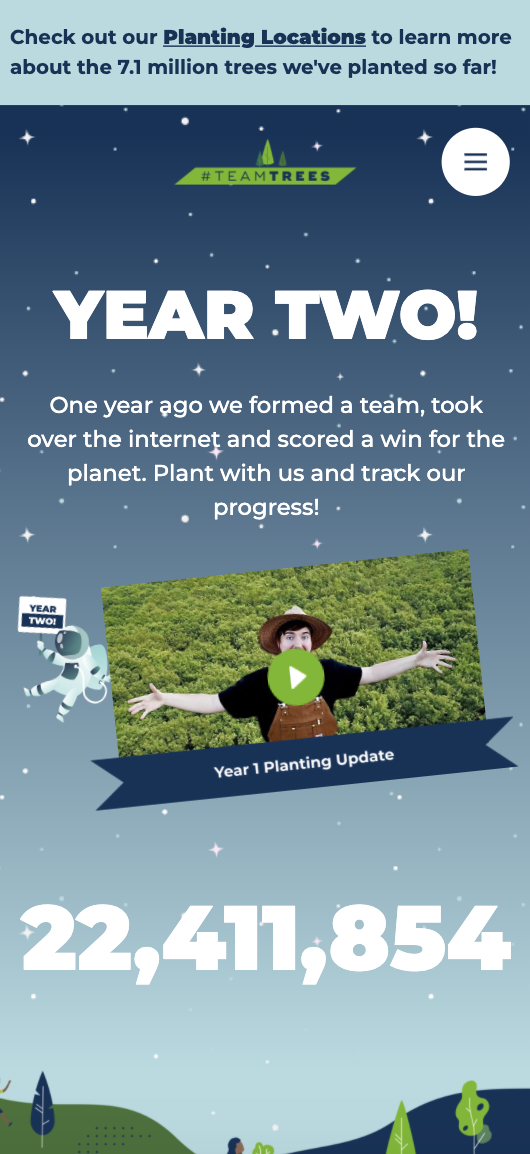 Check out our Planting Locations to learn more
about the 7.1 million trees we've planted so far!
#TEAMTREES
YEAR TWO!
One year ago we formed a team, took
over the internet and scored a win for the
planet. Plant with us and track our
progress!
YEAR
TWO!
Year 1 Planting Update
22,411,854